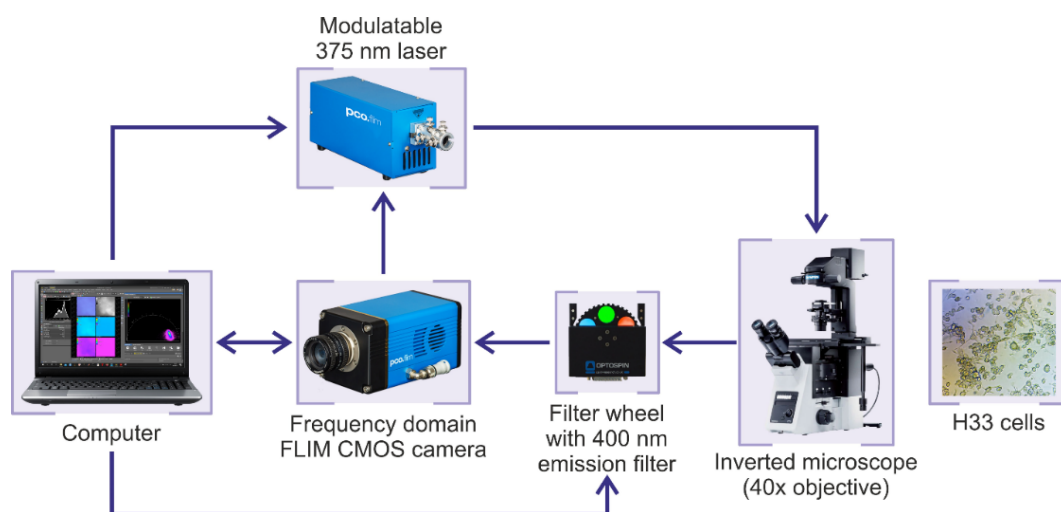 Modulatable
375 nm laser
pco.flim
pco.flim
OPTOSPIN
Computer
Frequency domain
FLIM CMOS camera
Filter wheel
with 400 nm
emission filter
Inverted microscope
(40x objective)
H33 cells